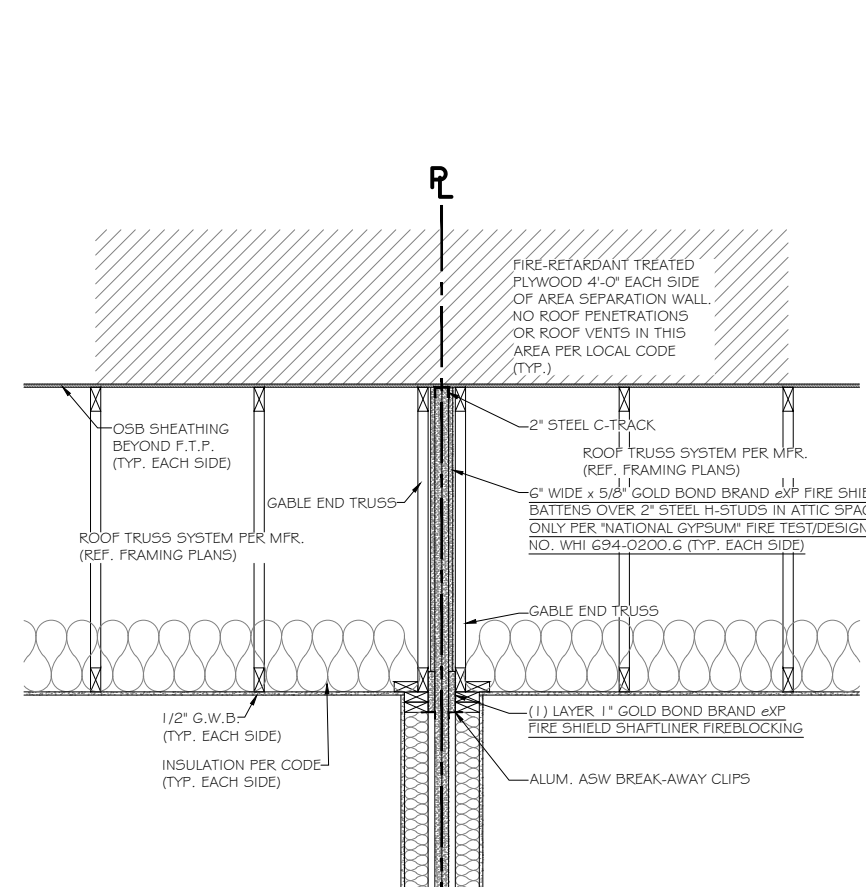 PL
FIRE-RETARDANT TREATED
PLYWOOD 4'-0" EACH SIDE
OF AREA SEPARATION WALL.
NO ROOF PENETRATIONS
OR ROOF VENTS IN THIS
AREA PER LOCAL CODE
(TYP.)
OSB SHEATHING
BEYOND F.T.P.
(TYP. EACH SIDE)
2" STEEL C-TRACK
ROOF TRUSS SYSTEM PER MFR.
(REF. FRAMING PLANS)
GABLE END TRUSS
6" WIDE x 5/8" GOLD BOND BRAND eXP FIRE SHIE
BATTENS OVER 2" STEEL H-STUDS IN ATTIC SPAC
ONLY PER "NATIONAL GYPSUM" FIRE TEST/DESIGN
NO. WHI 694-0200.6 (TYP. EACH SIDE)
ROOF TRUSS SYSTEM PER MFR.
(REF. FRAMING PLANS)
GABLE END TRUSS
1/2" G.W.B.
(TYP. EACH SIDE)
(1) LAYER 1" GOLD BOND BRAND eXP
FIRE SHIELD SHAFTLINER FIREBLOCKING
INSULATION PER CODE
(TYP. EACH SIDE)
ALUM. ASW BREAK-AWAY CLIPS